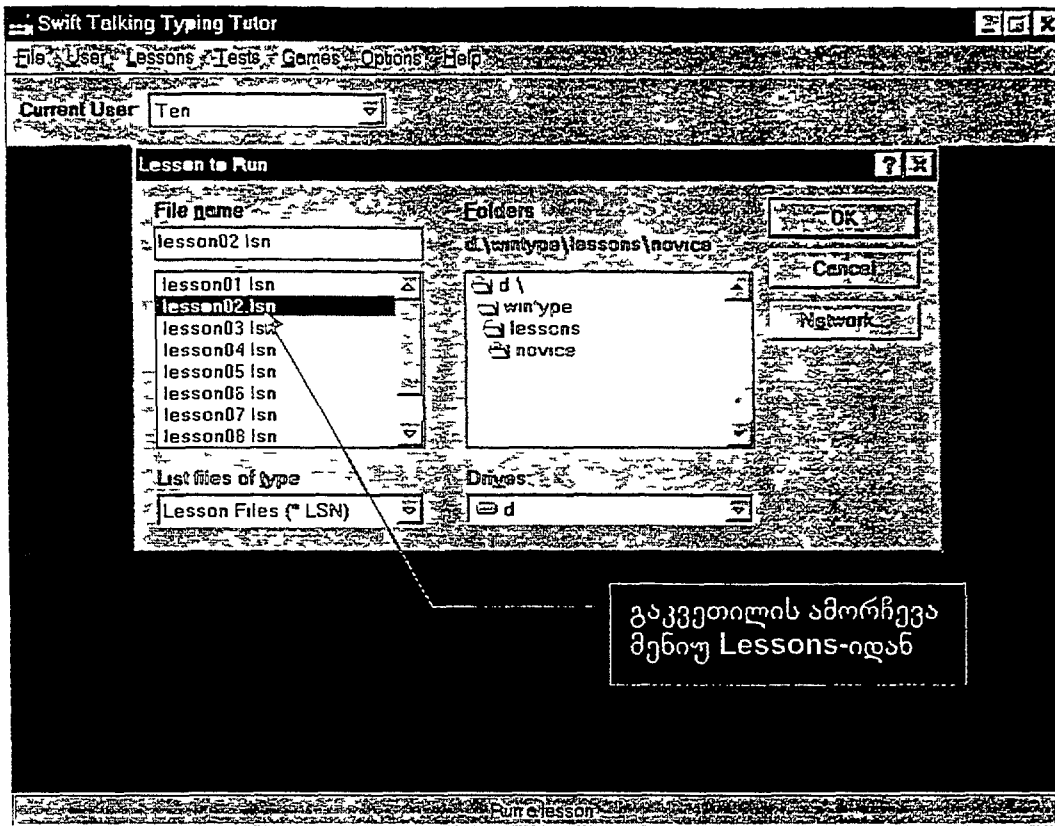 Swift Talking Typing Tutor
File User Lessons Tests Games Options Help
Current User Ten
Lesson to Run
File name
lesson02 lsn
lesson01 lsn
lesson02.lsn
lesson03 lsn
lesson04 lsn
lesson05 lsn
lesson06 lsn
lesson07 lsn
lesson08 lsn
List files of type
Lesson Files (* LSN)
Folders
d.\wintype\lessons\novice
d \
wintype
lessons
novice
Drives.
d
OK
Cancel
Network
გაკვეთილის ამორჩევა
მენიუ Lessons-იდან
Run a lesson